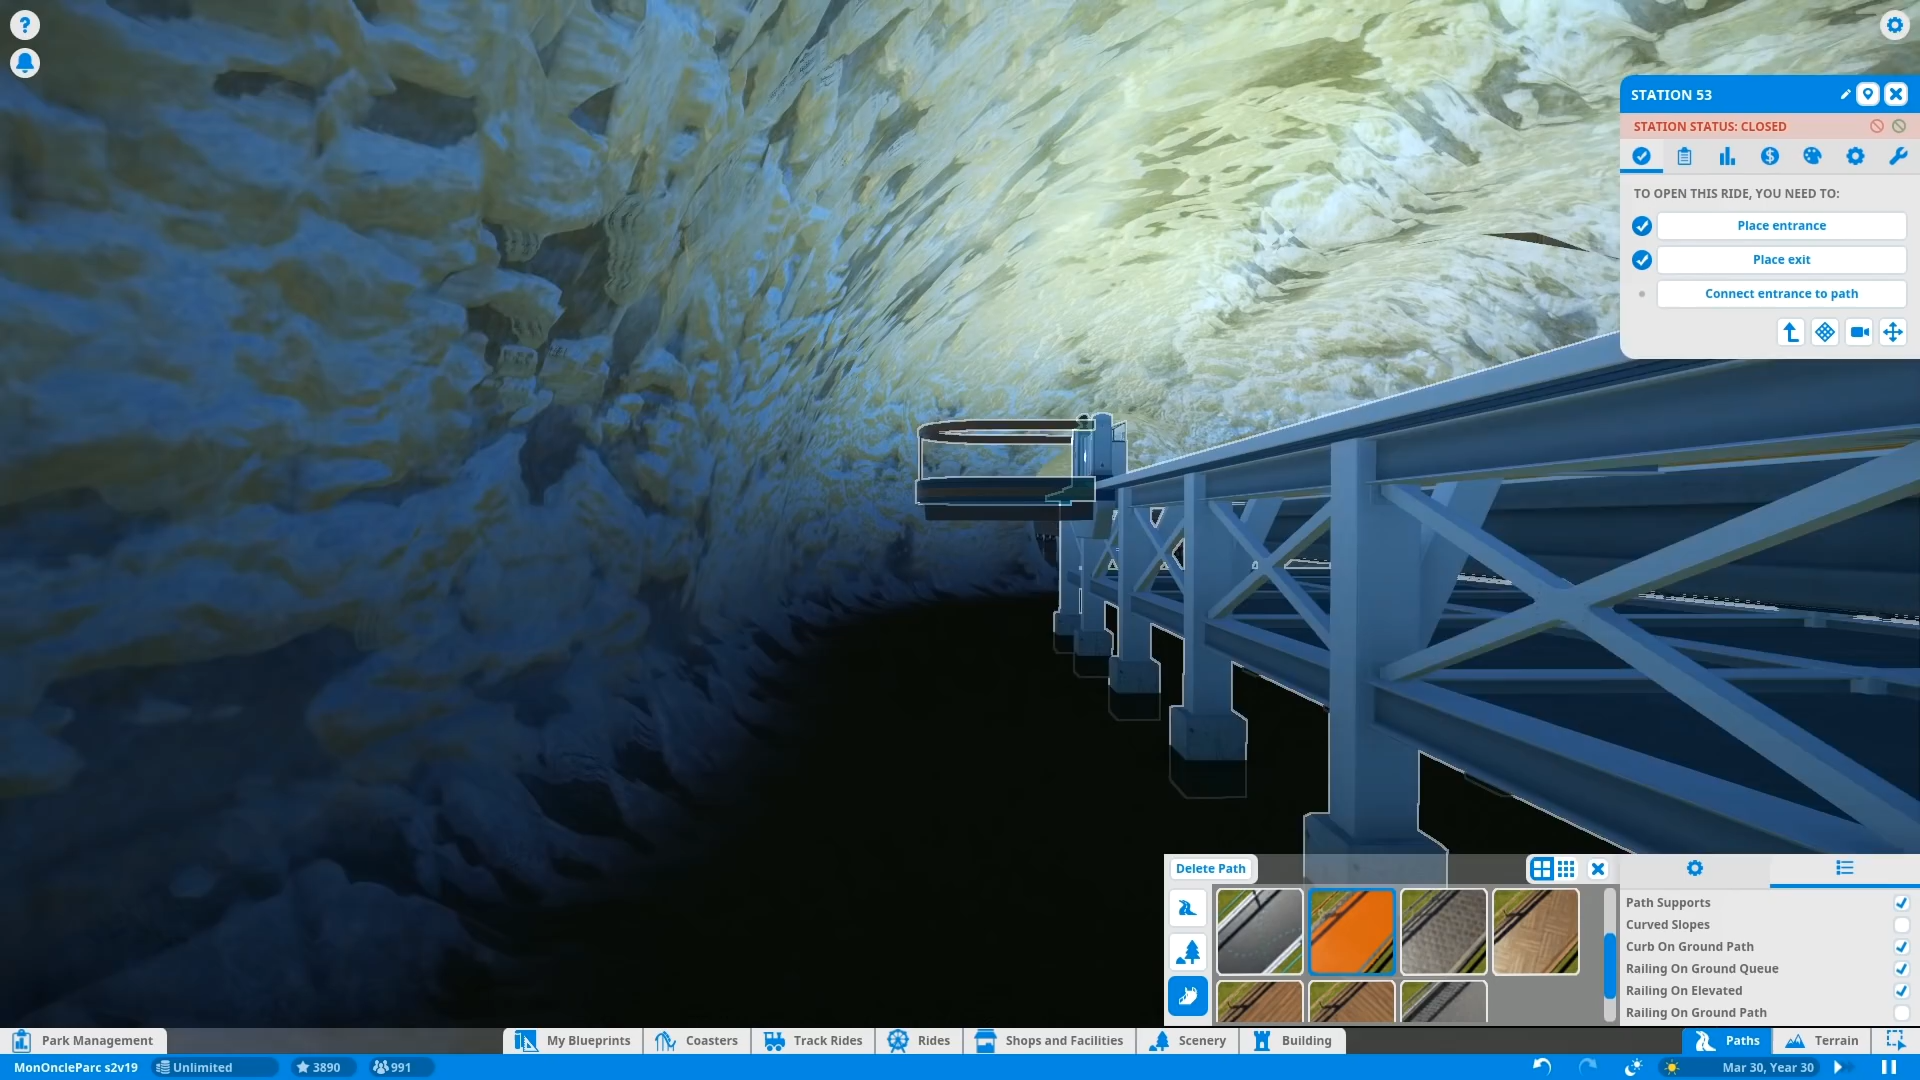 ?
STATION 53
STATION STATUS: CLOSED
TO OPEN THIS RIDE, YOU NEED TO:
Place entrance
Place exit
Connect entrance to path
Delete Path
Path Supports
Curved Slopes
Curb On Ground Path
Railing On Ground Queue
Railing On Elevated
Railing On Ground Path
Park Management
My Blueprints
Coasters
Track Rides
Rides
Shops and Facilities
Scenery
Building
Paths
Terrain
MonOncleParc s2v19
Unlimited
3890
991
Mar 30, Year 30